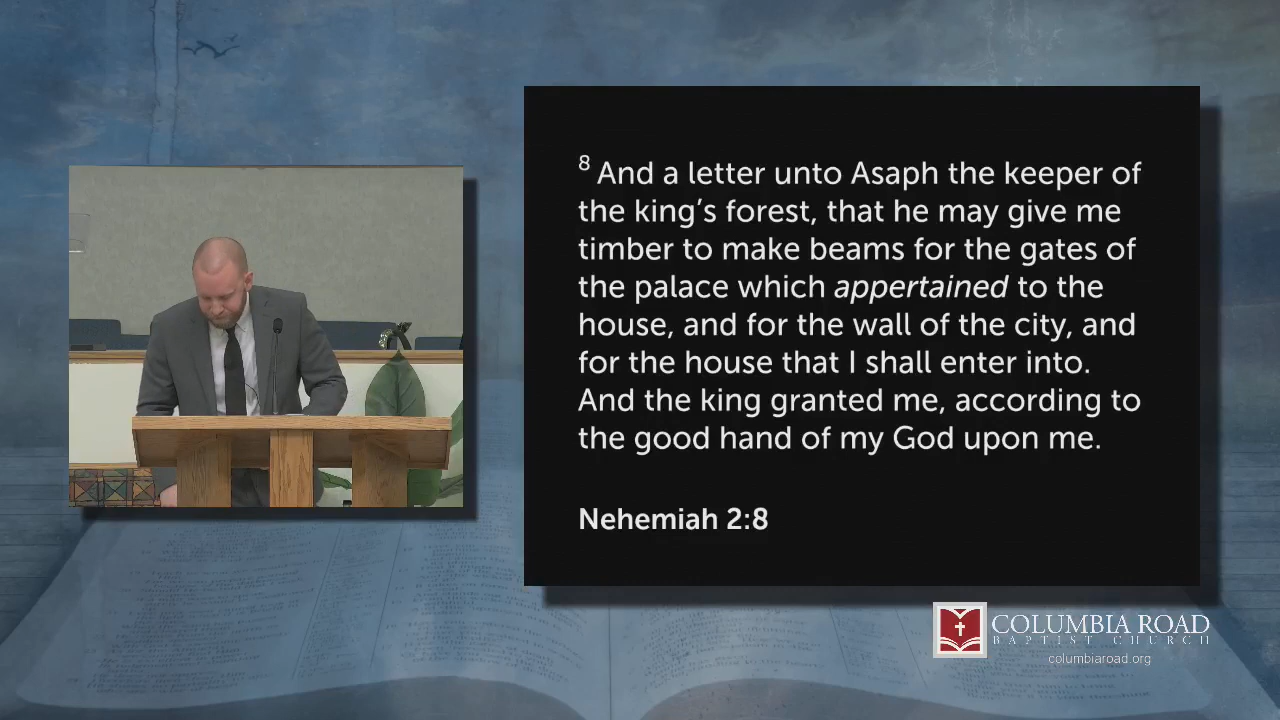 8 And a letter unto Asaph the keeper of
the king’s forest, that he may give me
timber to make beams for the gates of
the palace which appertained to the
house, and for the wall of the city, and
for the house that I shall enter into.
And the king granted me, according to
the good hand of my God upon me.
Nehemiah 2:8
COLUMBIA ROAD
BAPTIST CHURCH
columbiaroad.org